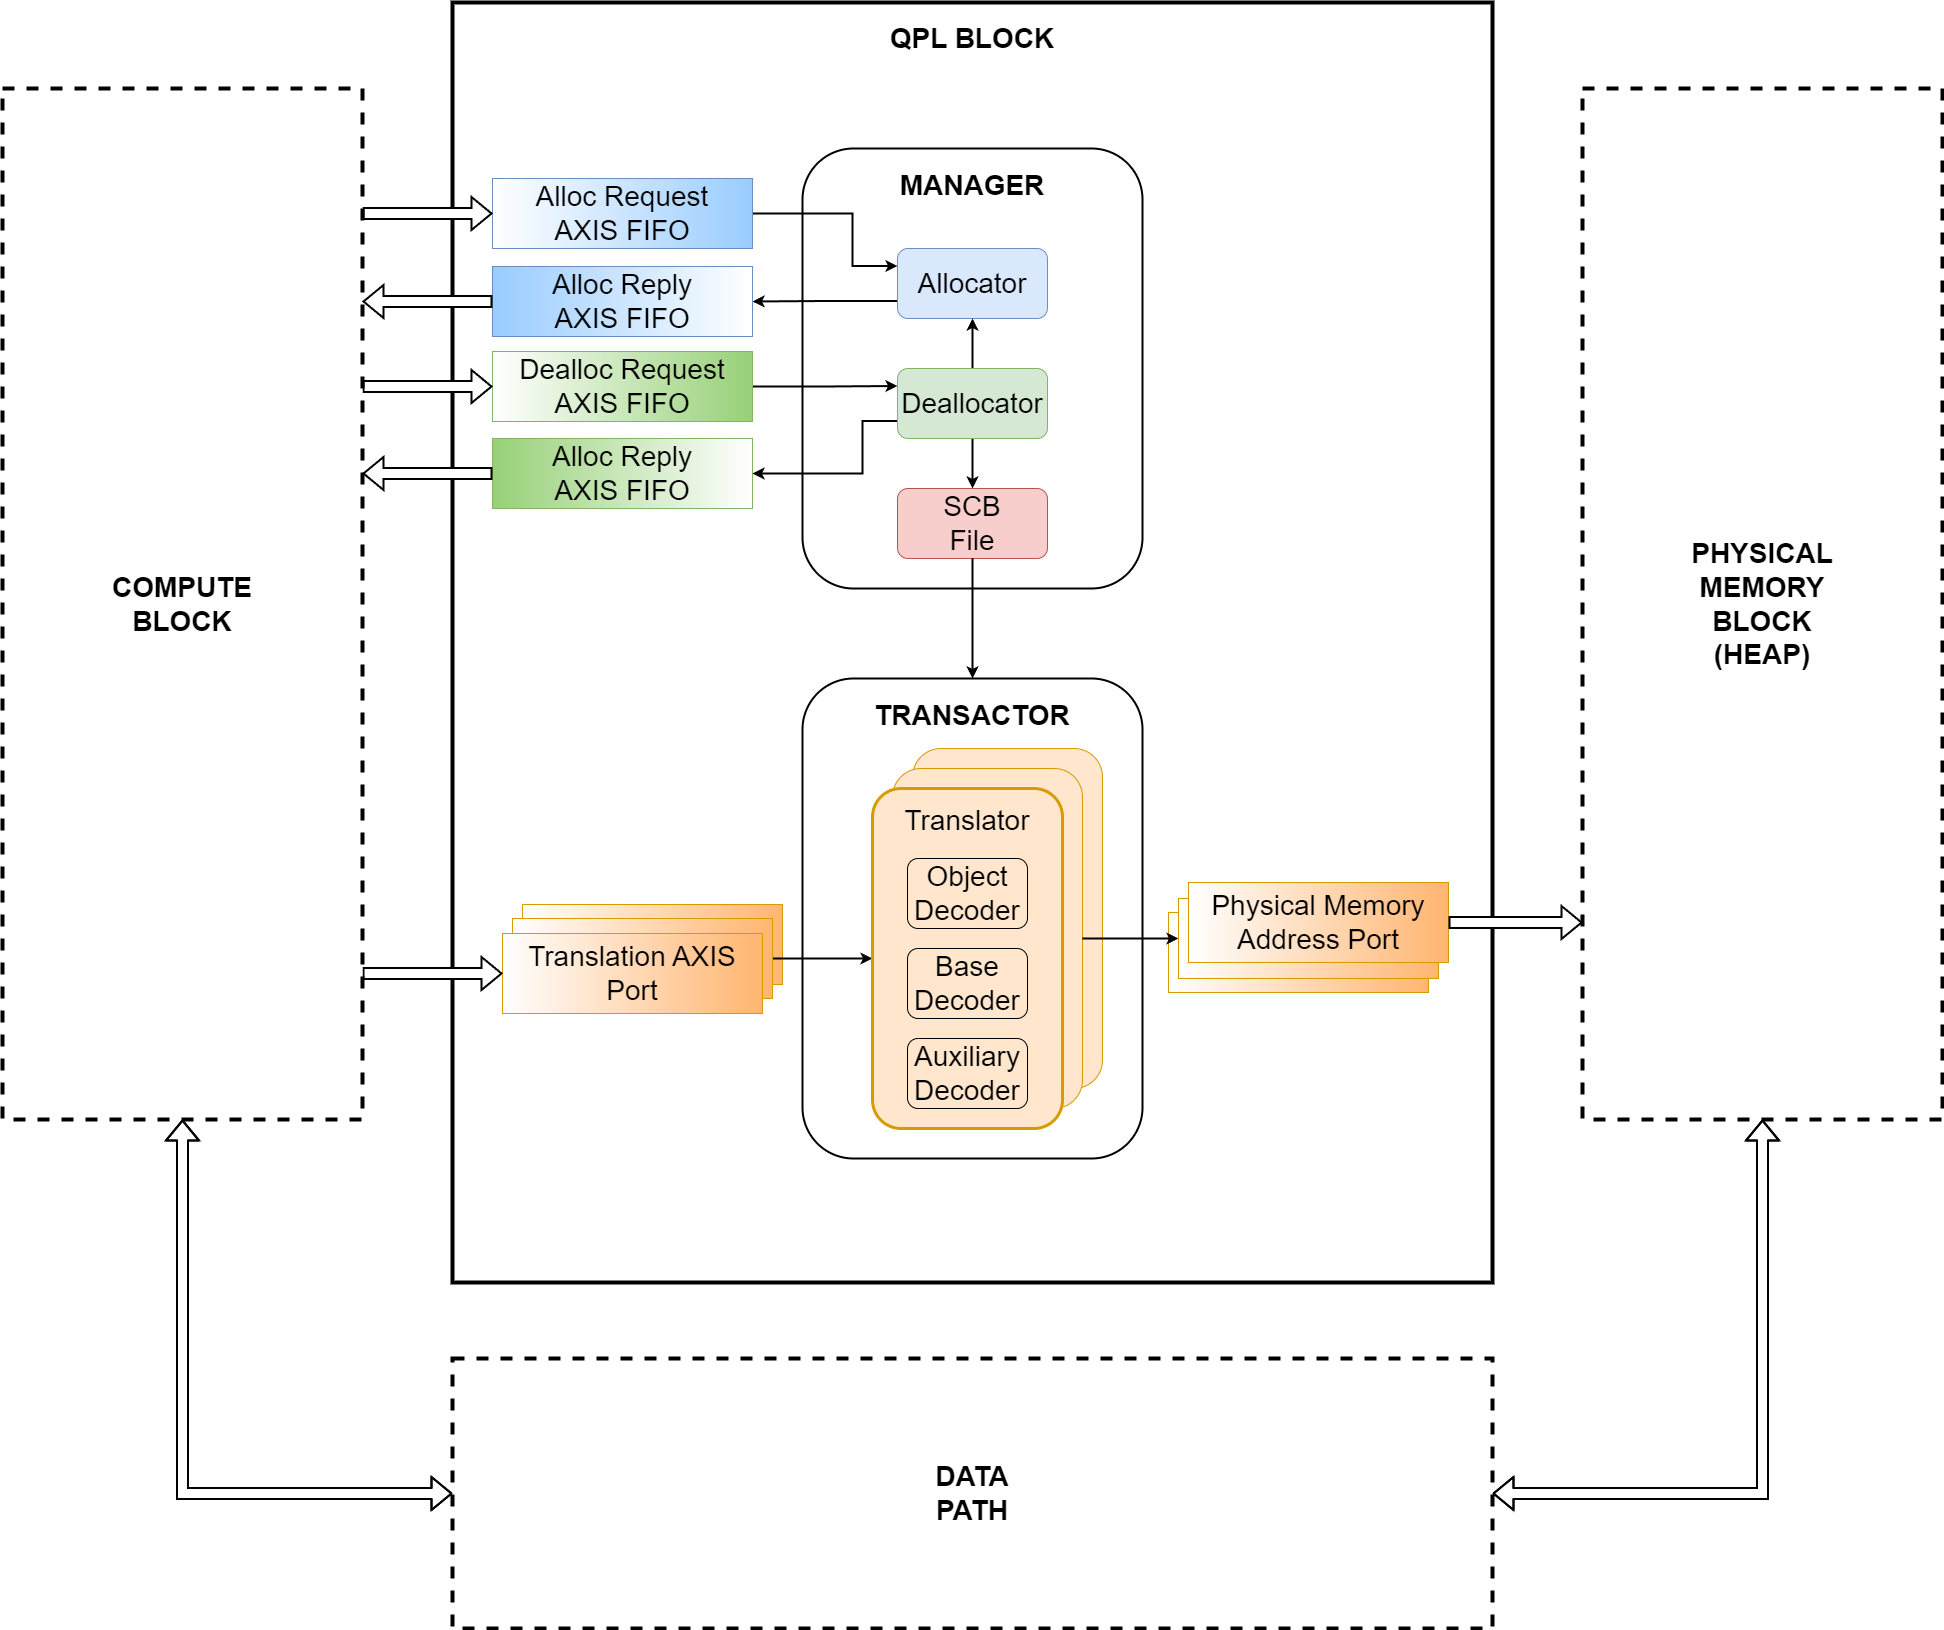 QPL BLOCK
COMPUTE
BLOCK
Alloc Request
AXIS FIFO
Alloc Reply
AXIS FIFO
Dealloc Request
AXIS FIFO
Alloc Reply
AXIS FIFO
MANAGER
Allocator
Deallocator
SCB
File
TRANSACTOR
Translator
Object
Decoder
Base
Decoder
Auxiliary
Decoder
Translation AXIS
Port
Physical Memory
Address Port
PHYSICAL
MEMORY
BLOCK
(HEAP)
DATA
PATH